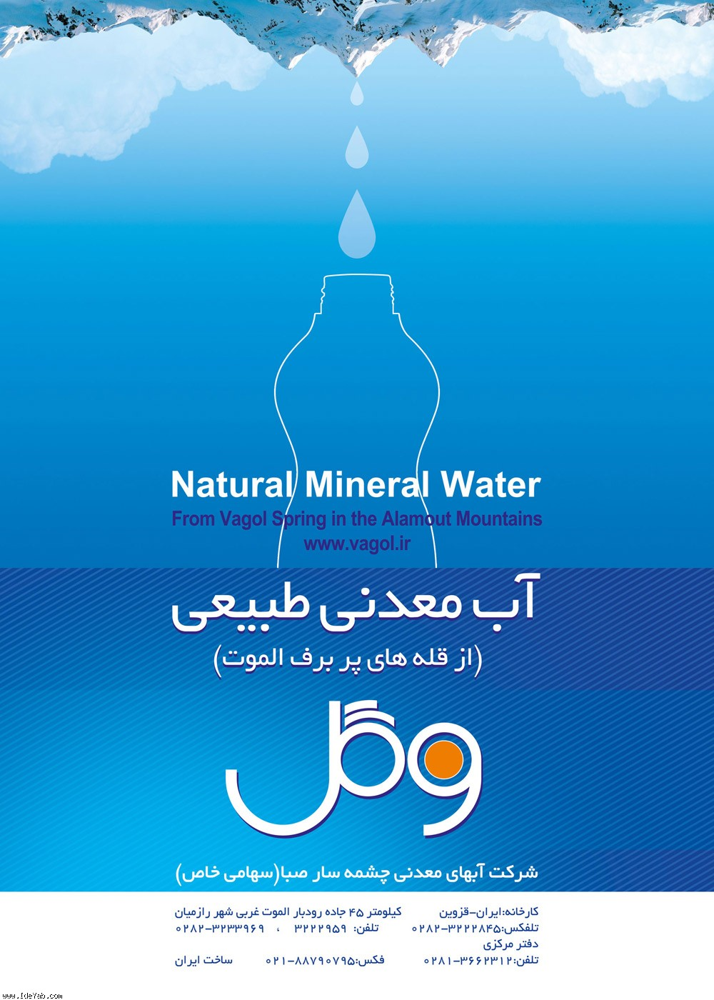 Natural Mineral Water
From Vagol Spring in the Alamout Mountains
www.vagol.ir
آب معدنی طبیعی
(از قله های پر برف الموت)
وگل
شرکت آبهای معدنی چشمه سار صبا(سهامی خاص)
کارخانه:ایران-قزوین کیلومتر ۴۵ جاده رودبار الموت غربی شهر رازمیان
تلفکس:۳۲۲۲۸۴۵-۰۲۸۲ تلفن: ۳۲۲۲۹۵۹ ، ۳۲۳۳۹۶۹-۰۲۸۲
دفتر مرکزی
تلفن:۳۶۶۲۳۱۲-۰۲۸۱ فکس:۸۸۷۹۰۷۹۵-۰۲۱ ساخت ایران
www.IdeYab.com